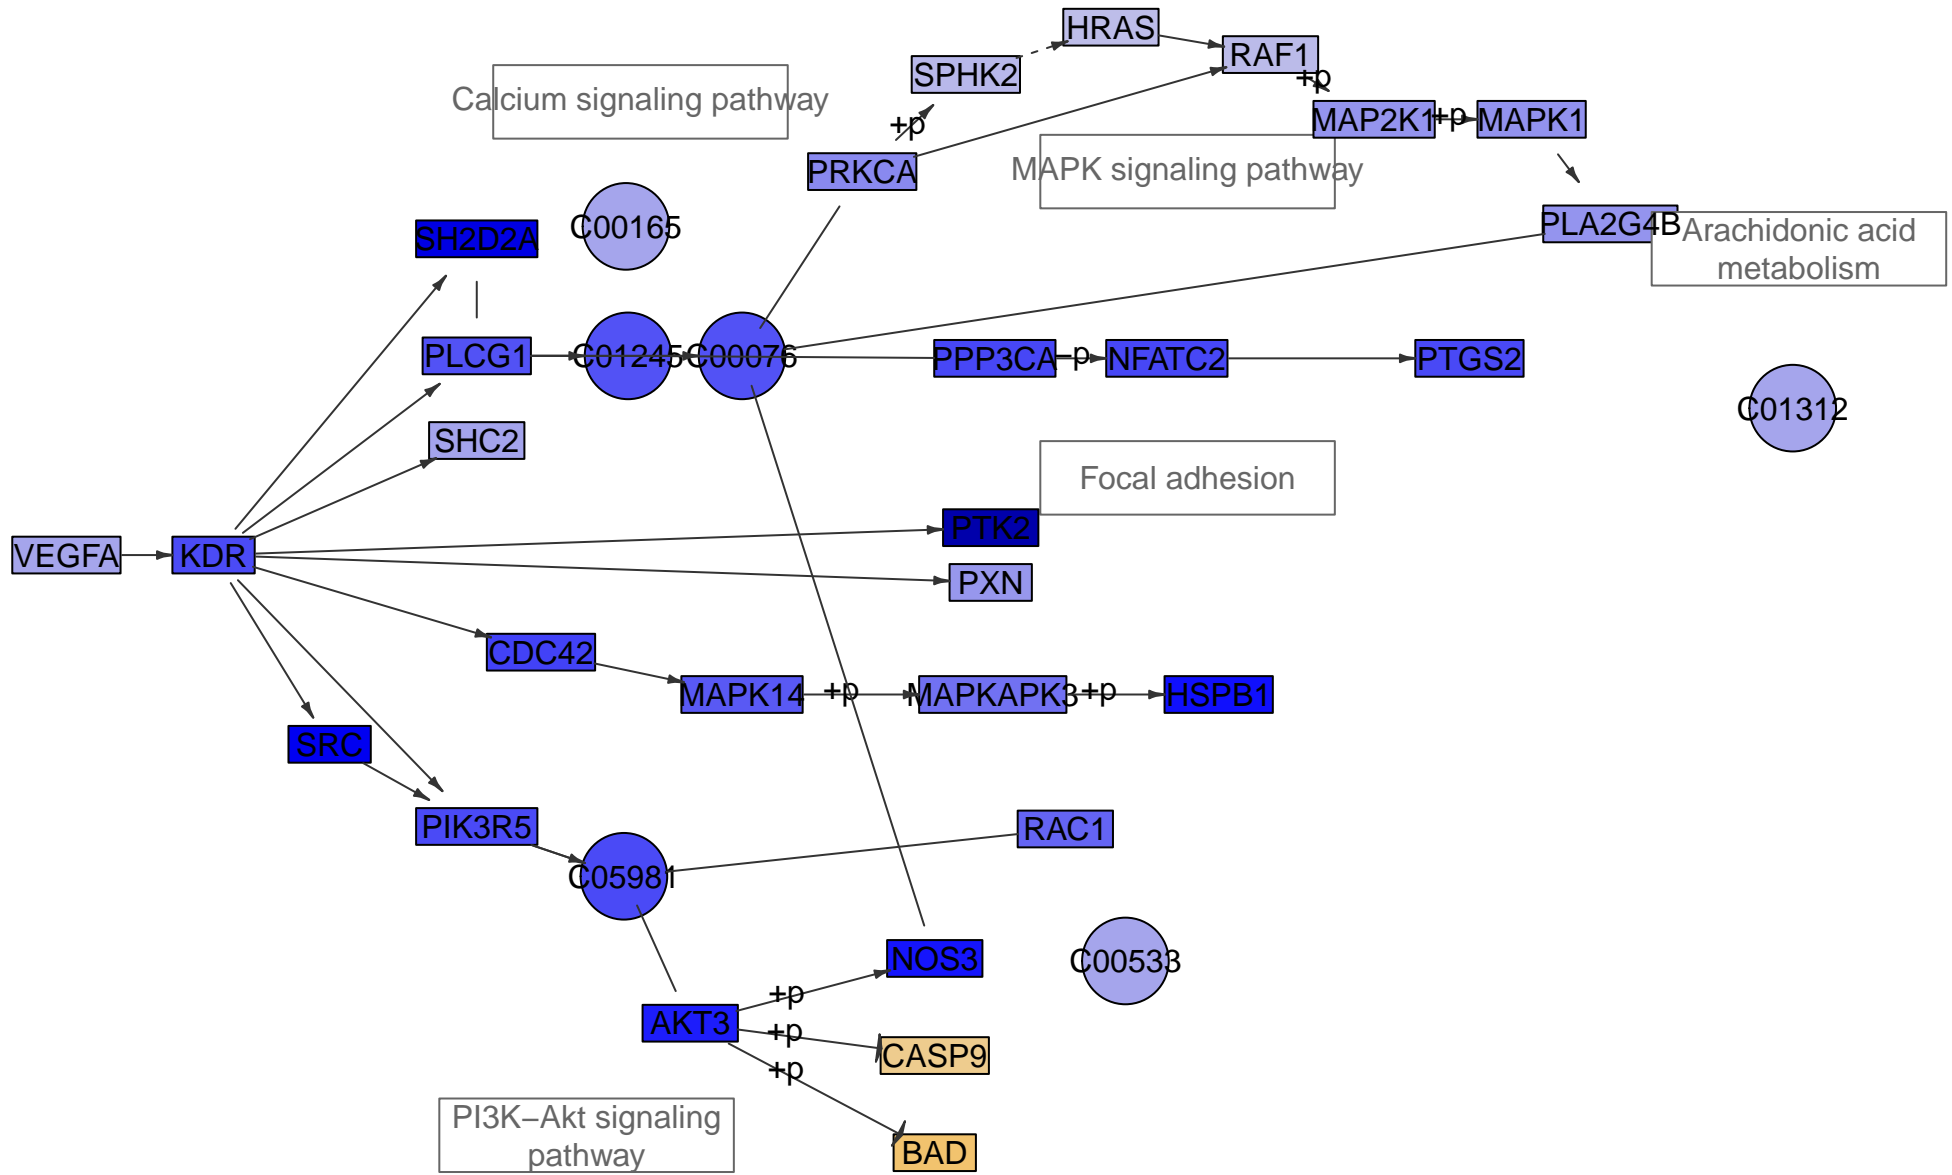 HRAS
RAF1
SPHK2
+p
Calcium signaling pathway
+p
MAP2K1
+p
MAPK1
PRKCA
MAPK signaling pathway
C00165
SH2D2A
PLA2G4B
Arachidonic acid
metabolism
PLCG1
C01245
C00076
PPP3CA
-p
NFATC2
PTGS2
C01312
SHC2
Focal adhesion
PTK2
VEGFA
KDR
PXN
CDC42
MAPK14
+p
MAPKAPK3
+p
HSPB1
SRC
PIK3R5
RAC1
C05981
NOS3
C00533
+p
AKT3
+p
CASP9
+p
PI3K–Akt signaling
pathway
BAD